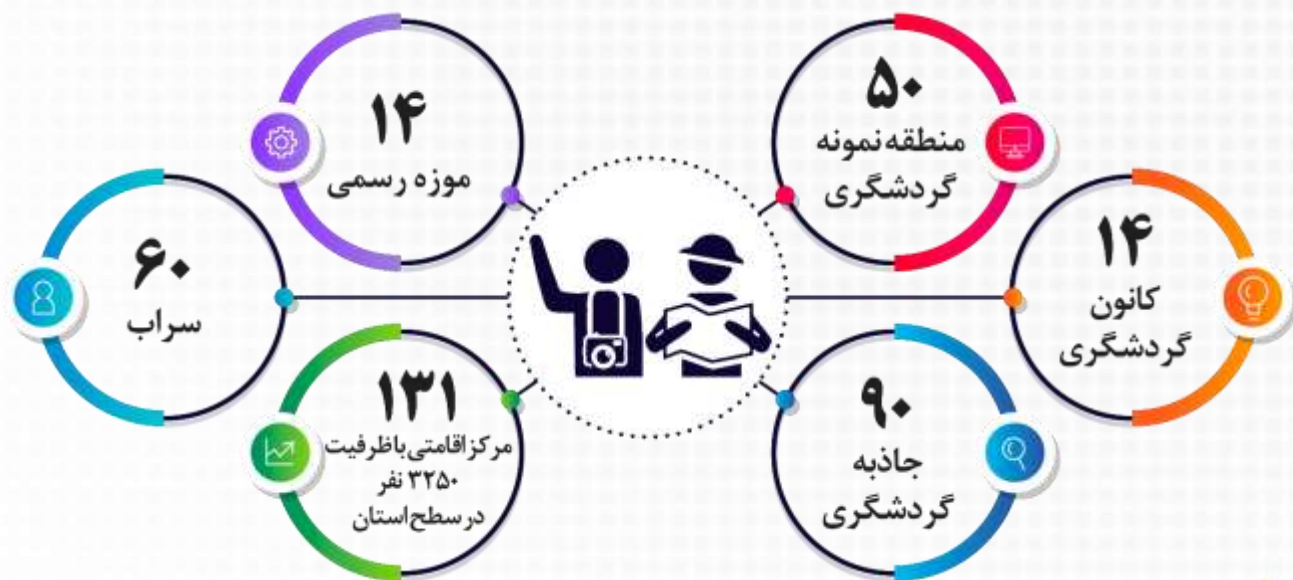 ۵۰
منطقه نمونه
گردشگری
۱۴
کانون
گردشگری
۹۰
جاذبه
گردشگری
۱۴
موزه رسمی
۶۰
سراب
۱۳۱
مرکز اقامتی با ظرفیت
۳۲۵۰ نفر
در سطح استان